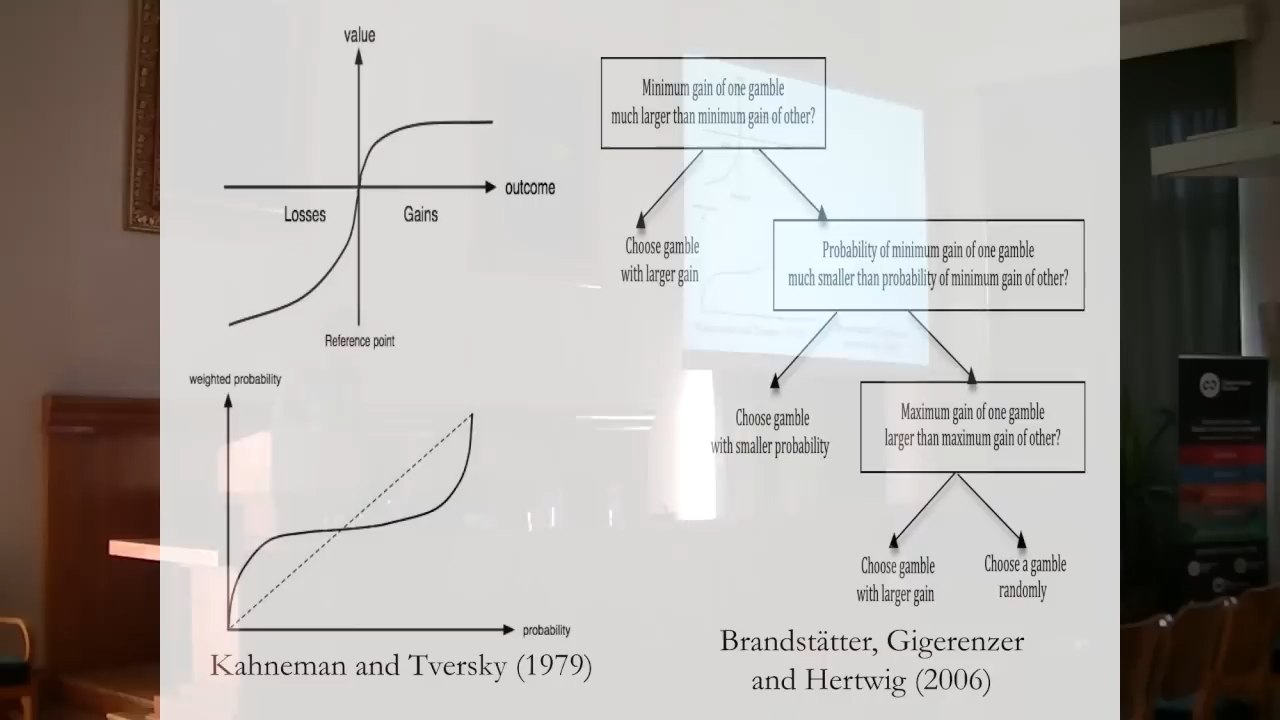 value
outcome
Losses
Gains
Reference point
weighted probability
probability
Kahneman and Tversky (1979)
Minimum gain of one gamble
much larger than minimum gain of other?
Choose gamble
with larger gain
Probability of minimum gain of one gamble
much smaller than probability of minimum gain of other?
Choose gamble
with smaller probability
Maximum gain of one gamble
larger than maximum gain of other?
Choose gamble
with larger gain
Choose a gamble
randomly
Brandstätter, Gigerenzer
and Hertwig (2006)